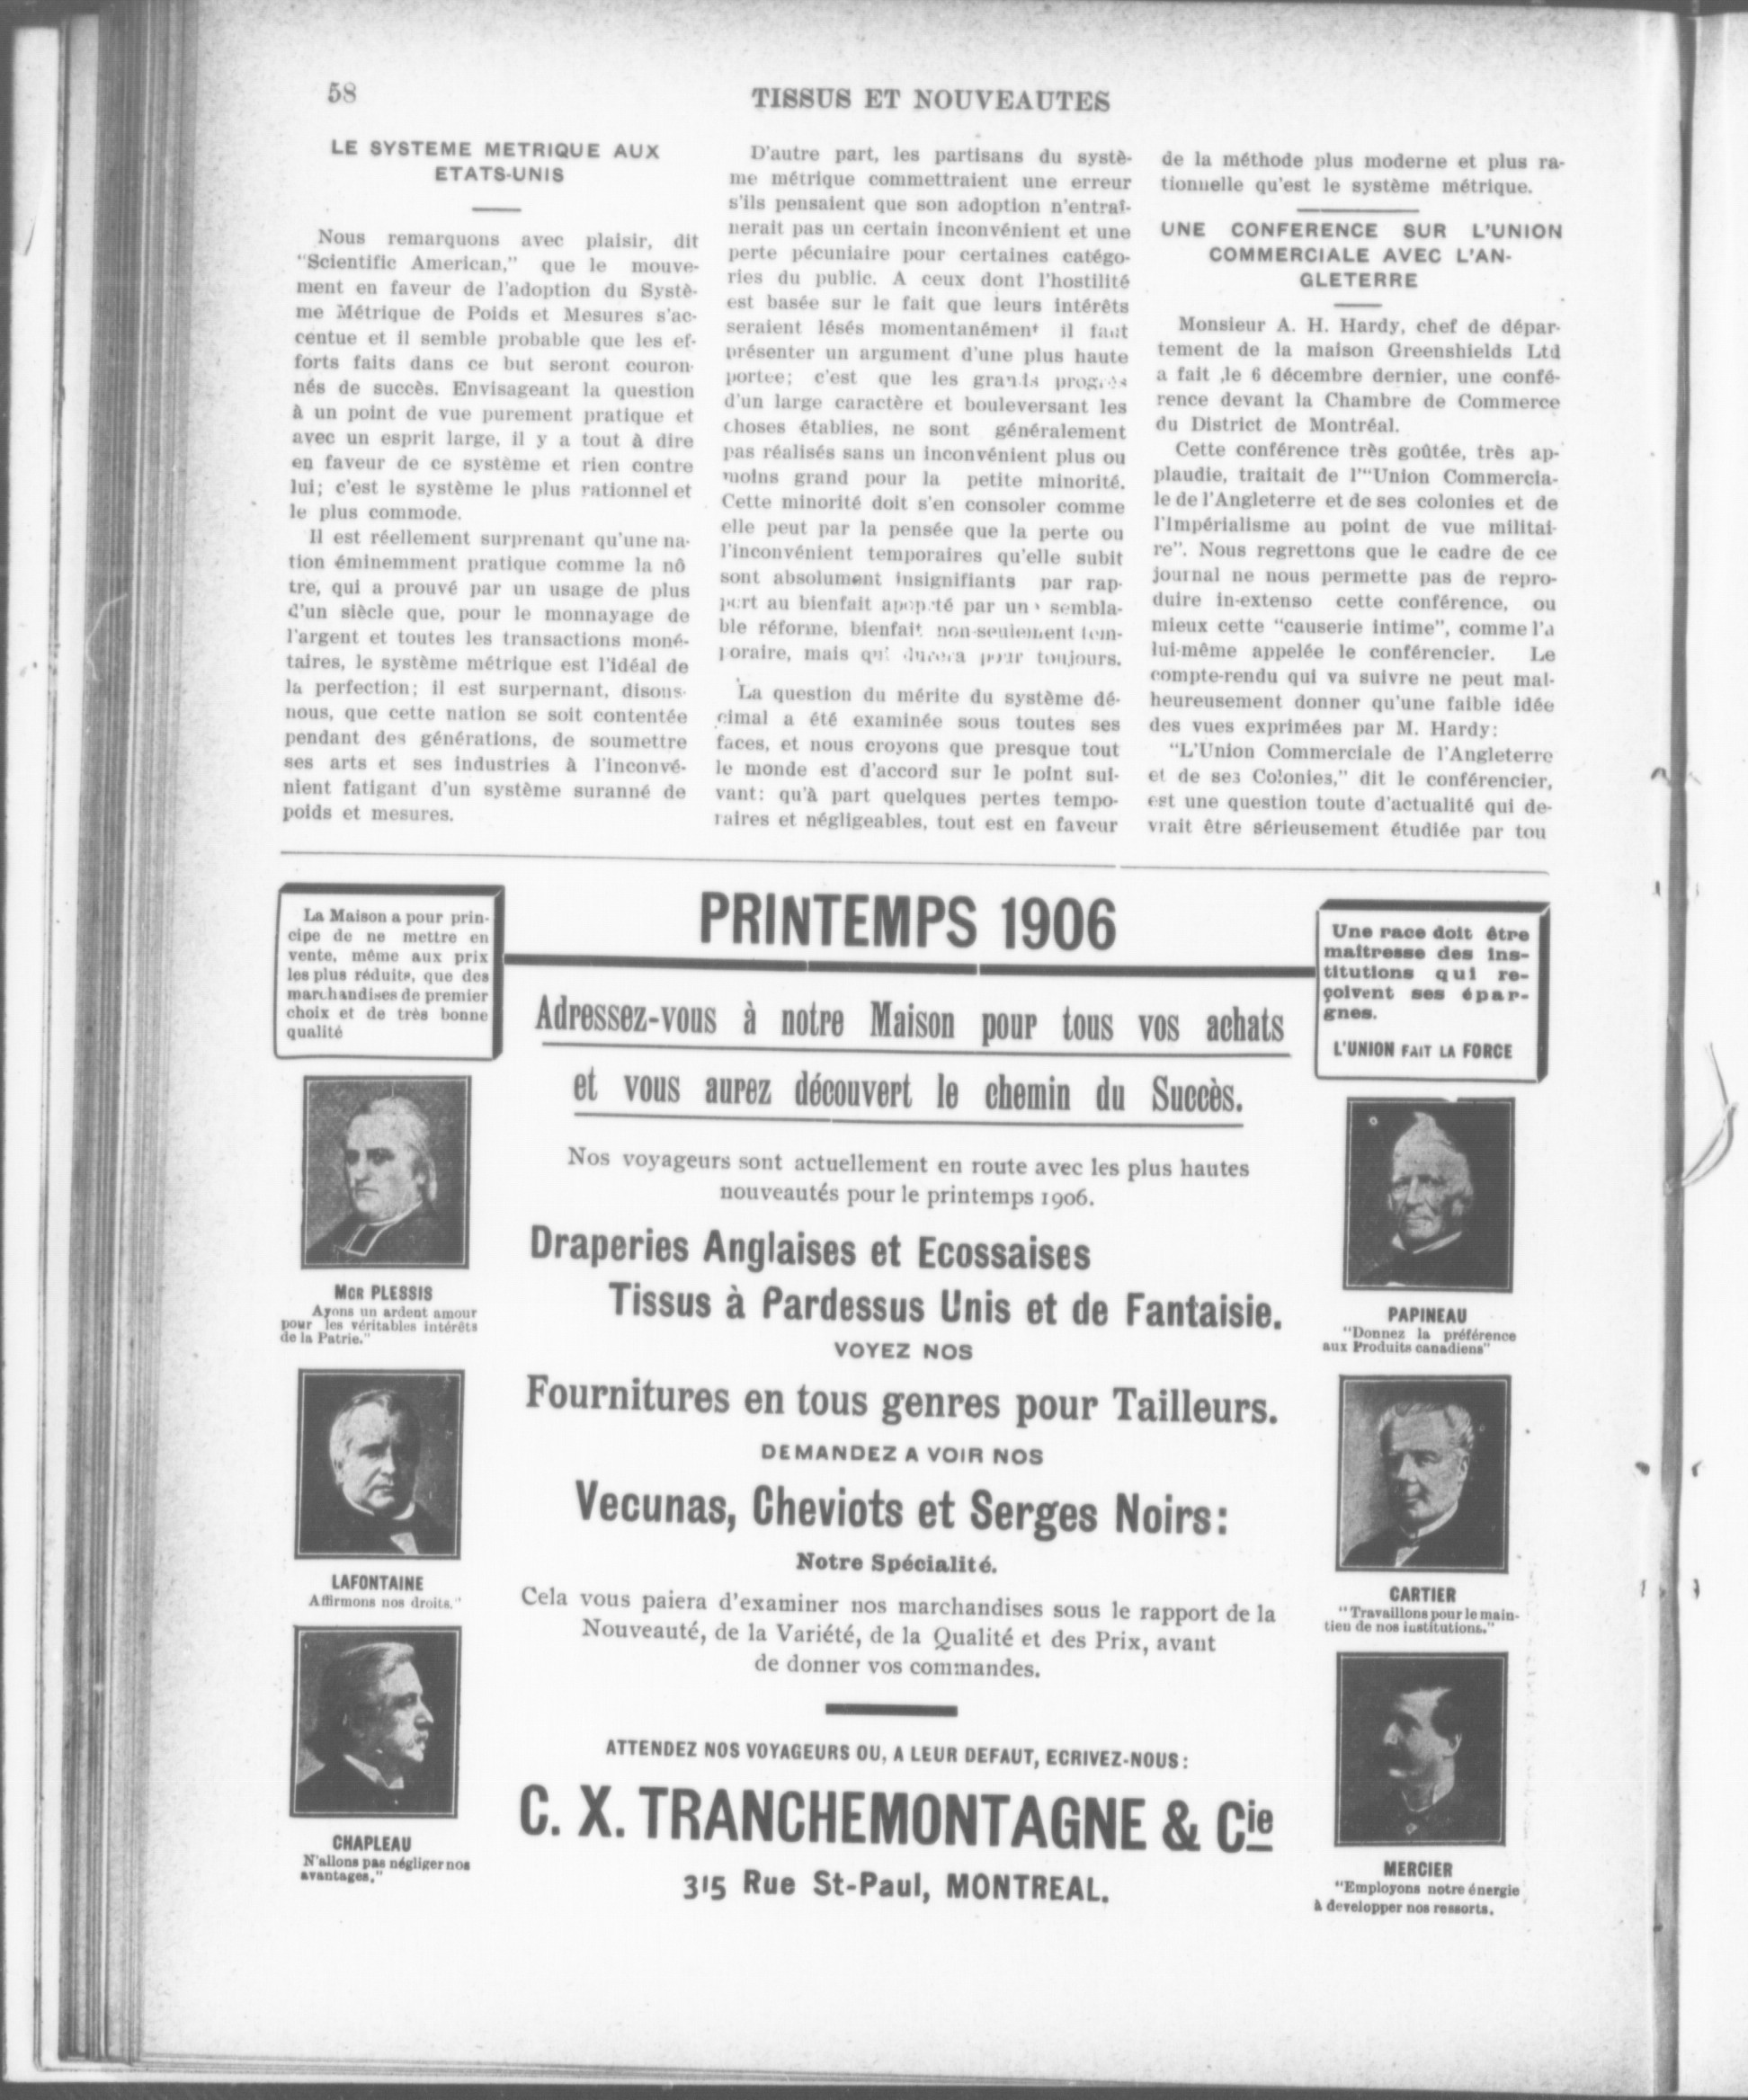 58
TISSUS ET NOUVEAUTES
LE SYSTEME METRIQUE AUX
ETATS-UNIS
Nous remarquons avec plaisir, dit
"Scientific American," que le mouve-
ment en faveur de l'adoption du Systè-
me Métrique de Poids et Mesures s'ac-
centue et il semble probable que les ef-
forts faits dans ce but seront couron-
nés de succès. Envisageant la question
à un point de vue purement pratique et
avec un esprit large, il y a tout à dire
en faveur de ce système et rien contre
lui; c'est le système le plus rationnel et
le plus commode.
Il est réellement surprenant qu'une na-
tion éminemment pratique comme la nô
tre, qui a prouvé par un usage de plus
d'un siècle que, pour le monnayage de
l'argent et toutes les transactions moné-
taires, le système métrique est l'idéal de
la perfection; il est surpernant, disons-
nous, que cette nation se soit contentée
pendant des générations, de soumettre
ses arts et ses industries à l'inconvé-
nient fatigant d'un système suranné de
poids et mesures.
D'autre part, les partisans du systè-
me métrique commettraient une erreur
s'ils pensaient que son adoption n'entraî-
nerait pas un certain inconvénient et une
perte pécuniaire pour certaines catégo-
ries du public. A ceux dont l'hostilité
est basée sur le fait que leurs intérêts
seraient lésés momentanément il faut
présenter un argument d'une plus haute
portee; c'est que les grands progrès
d'un large caractère et bouleversant les
choses établies, ne sont généralement
pas réalisés sans un inconvénient plus ou
moins grand pour la petite minorité.
Cette minorité doit s'en consoler comme
elle peut par la pensée que la perte ou
l'inconvénient temporaires qu'elle subit
sont absolument insignifiants par rap-
port au bienfait par un sembla-
ble réforme, bienfait non-seulement tem-
poraire, mais qui durera pour toujours.
La question du mérite du système dé-
cimal a été examinée sous toutes ses
faces, et nous croyons que presque tout
le monde est d'accord sur le point sui-
vant: qu'à part quelques pertes tempo-
raires et négligeables, tout est en faveur
de la méthode plus moderne et plus ra-
tionnelle qu'est le système métrique.
UNE CONFERENCE SUR L'UNION
COMMERCIALE AVEC L'AN-
GLETERRE
Monsieur A. H. Hardy, chef de dépar-
tement de la maison Greenshields Ltd
a fait ,le 6 décembre dernier, une confé-
rence devant la Chambre de Commerce
du District de Montréal.
Cette conférence très goûtée, très ap-
plaudie, traitait de l'"Union Commercia-
le de l'Angleterre et de ses colonies et de
l'Impérialisme au point de vue militai-
re". Nous regrettons que le cadre de ce
journal ne nous permette pas de repro-
duire in-extenso cette conférence, ou
mieux cette "causerie intime", comme l'a
lui-même appelée le conférencier. Le
compte-rendu qui va suivre ne peut mal-
heureusement donner qu'une faible idée
des vues exprimées par M. Hardy:
"L'Union Commerciale de l'Angleterre
et de ses Colonies," dit le conférencier,
est une question toute d'actualité qui de-
vrait être sérieusement étudiée par tou
La Maison a pour prin-
cipe de ne mettre en
vente, même aux prix
les plus réduits, que des
marchandises de premier
choix et de très bonne
qualité
PRINTEMPS 1906
Une race doit être
maîtresse des ins-
titutions qui re-
çoivent ses épar-
gnes.
L'UNION FAIT LA FORCE
Adressez-vous à notre Maison pour tous vos achats
et vous aurez découvert le chemin du Succès.
Nos voyageurs sont actuellement en route avec les plus hautes
nouveautés pour le printemps 1906.
Draperies Anglaises et Ecossaises
Tissus à Pardessus Unis et de Fantaisie.
VOYEZ NOS
Fournitures en tous genres pour Tailleurs.
DEMANDEZ A VOIR NOS
Vecunas, Cheviots et Serges Noirs:
Notre Spécialité.
Cela vous paiera d'examiner nos marchandises sous le rapport de la
Nouveauté, de la Variété, de la Qualité et des Prix, avant
de donner vos commandes.
ATTENDEZ NOS VOYAGEURS OU, A LEUR DEFAUT, ECRIVEZ-NOUS:
C. X. TRANCHEMONTAGNE & Cie
315 Rue St-Paul, MONTREAL.
MGR PLESSIS
Ayons un ardent amour
pour les véritables intérêts
de la Patrie."
LAFONTAINE
Affirmons nos droits."
CHAPLEAU
N'allons pas négliger nos
avantages,"
PAPINEAU
"Donnez la préférence
aux Produits canadiens"
CARTIER
"Travaillons pour le main-
tien de nos institutions."
MERCIER
"Employons notre énergie
à developper nos ressorts.